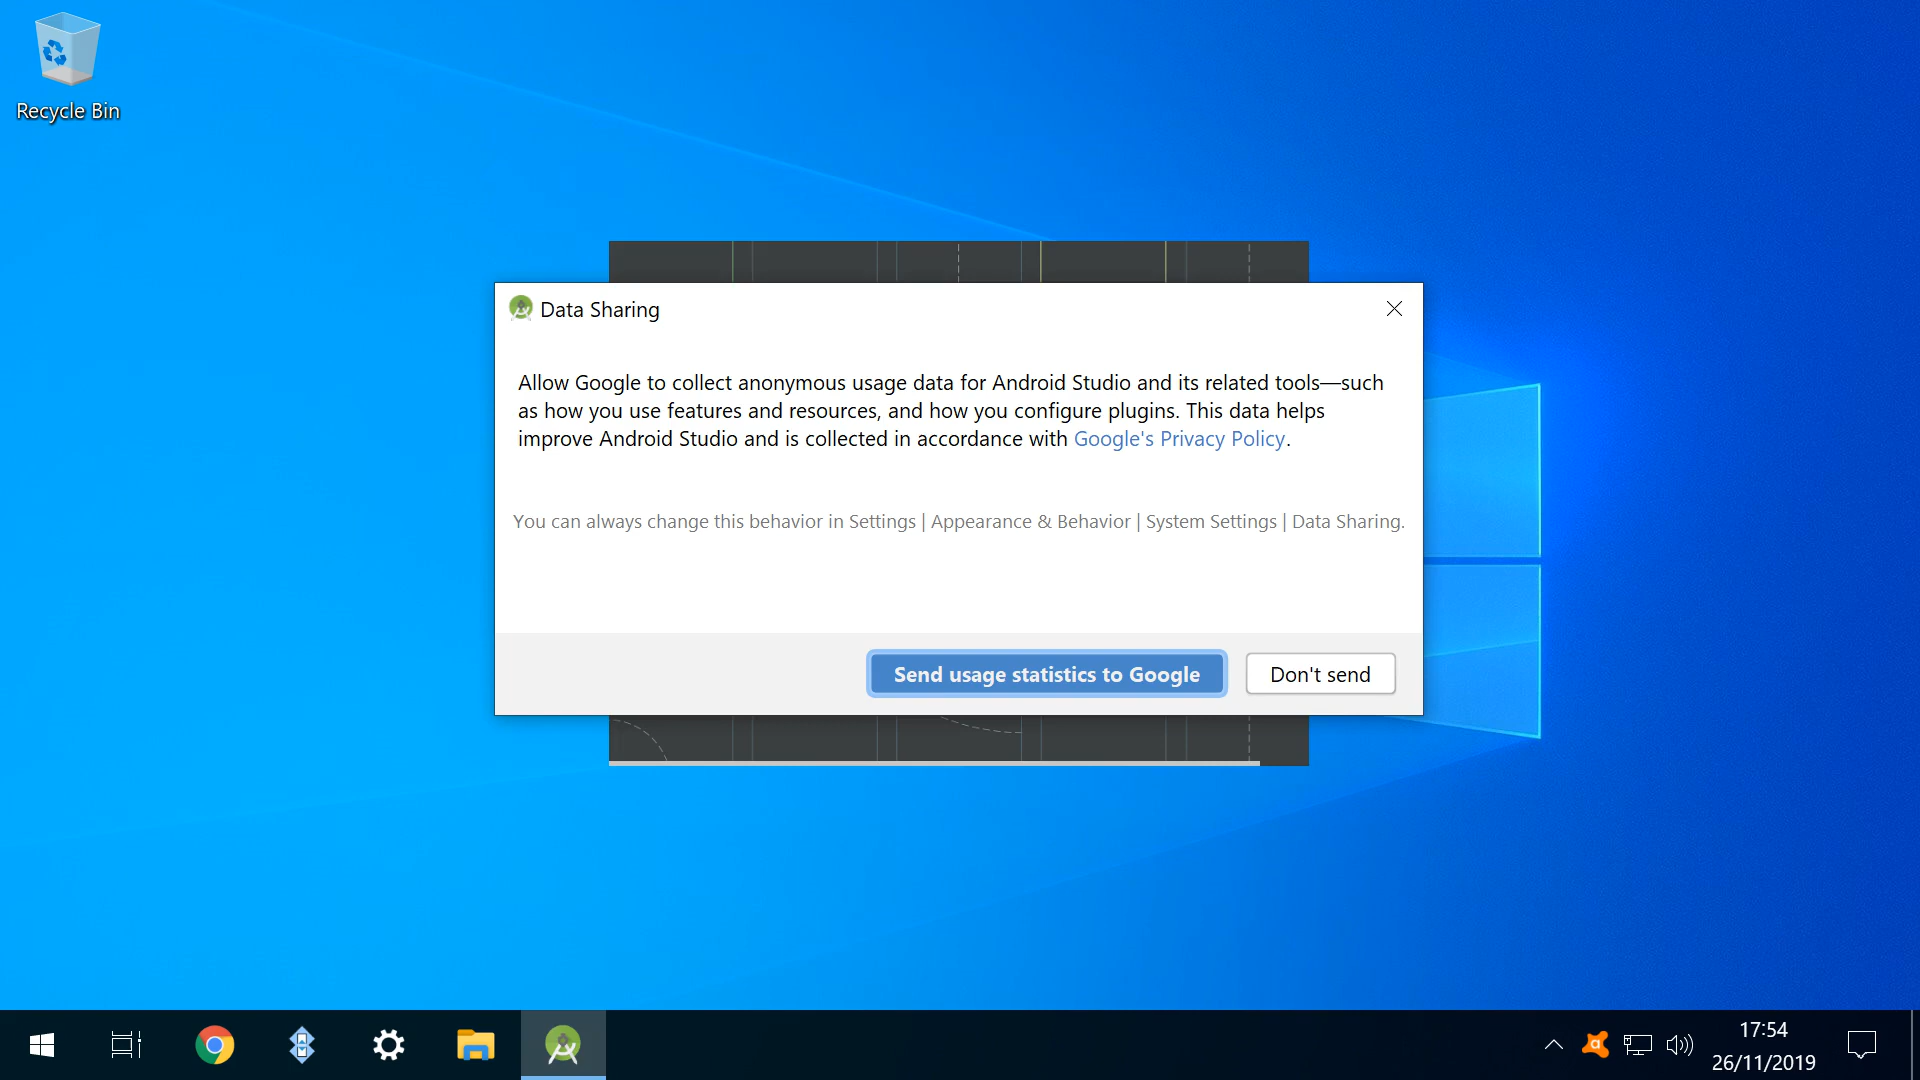 Recycle Bin
Data Sharing
Allow Google to collect anonymous usage data for Android Studio and its related tools—such
as how you use features and resources, and how you configure plugins. This data helps
improve Android Studio and is collected in accordance with Google's Privacy Policy.
You can always change this behavior in Settings | Appearance & Behavior | System Settings | Data Sharing.
Send usage statistics to Google
Don't send
17:54
26/11/2019